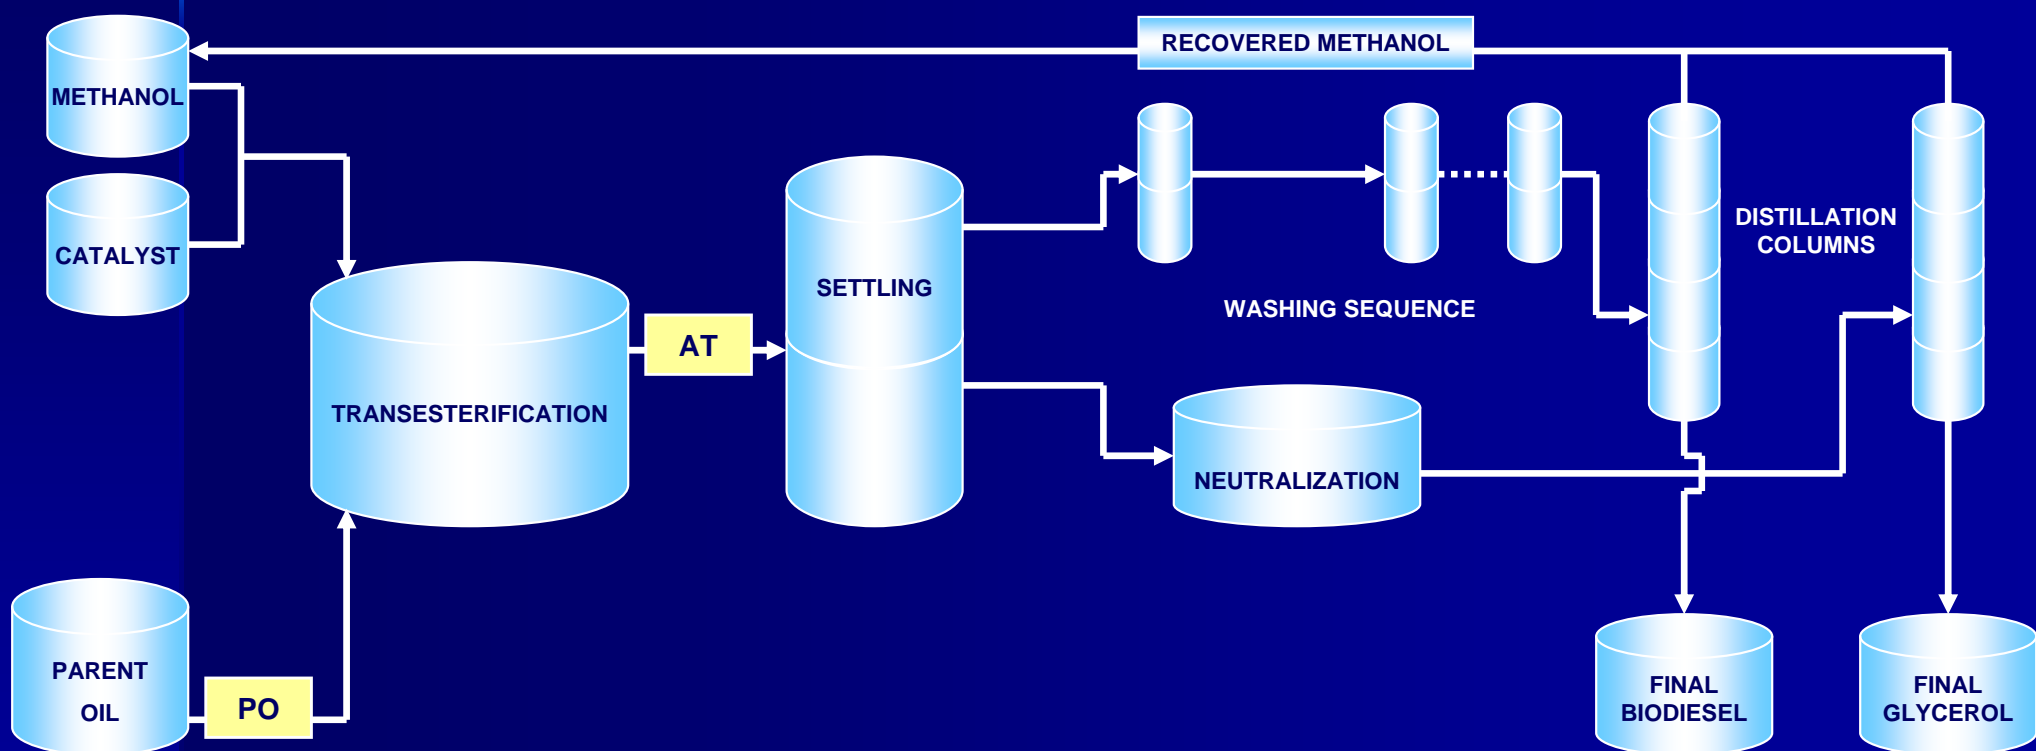 RECOVERED METHANOL
METHANOL
CATALYST
DISTILLATION
COLUMNS
SETTLING
WASHING SEQUENCE
AT
TRANSESTERIFICATION
NEUTRALIZATION
PARENT
OIL
PO
FINAL
BIODIESEL
FINAL
GLYCEROL